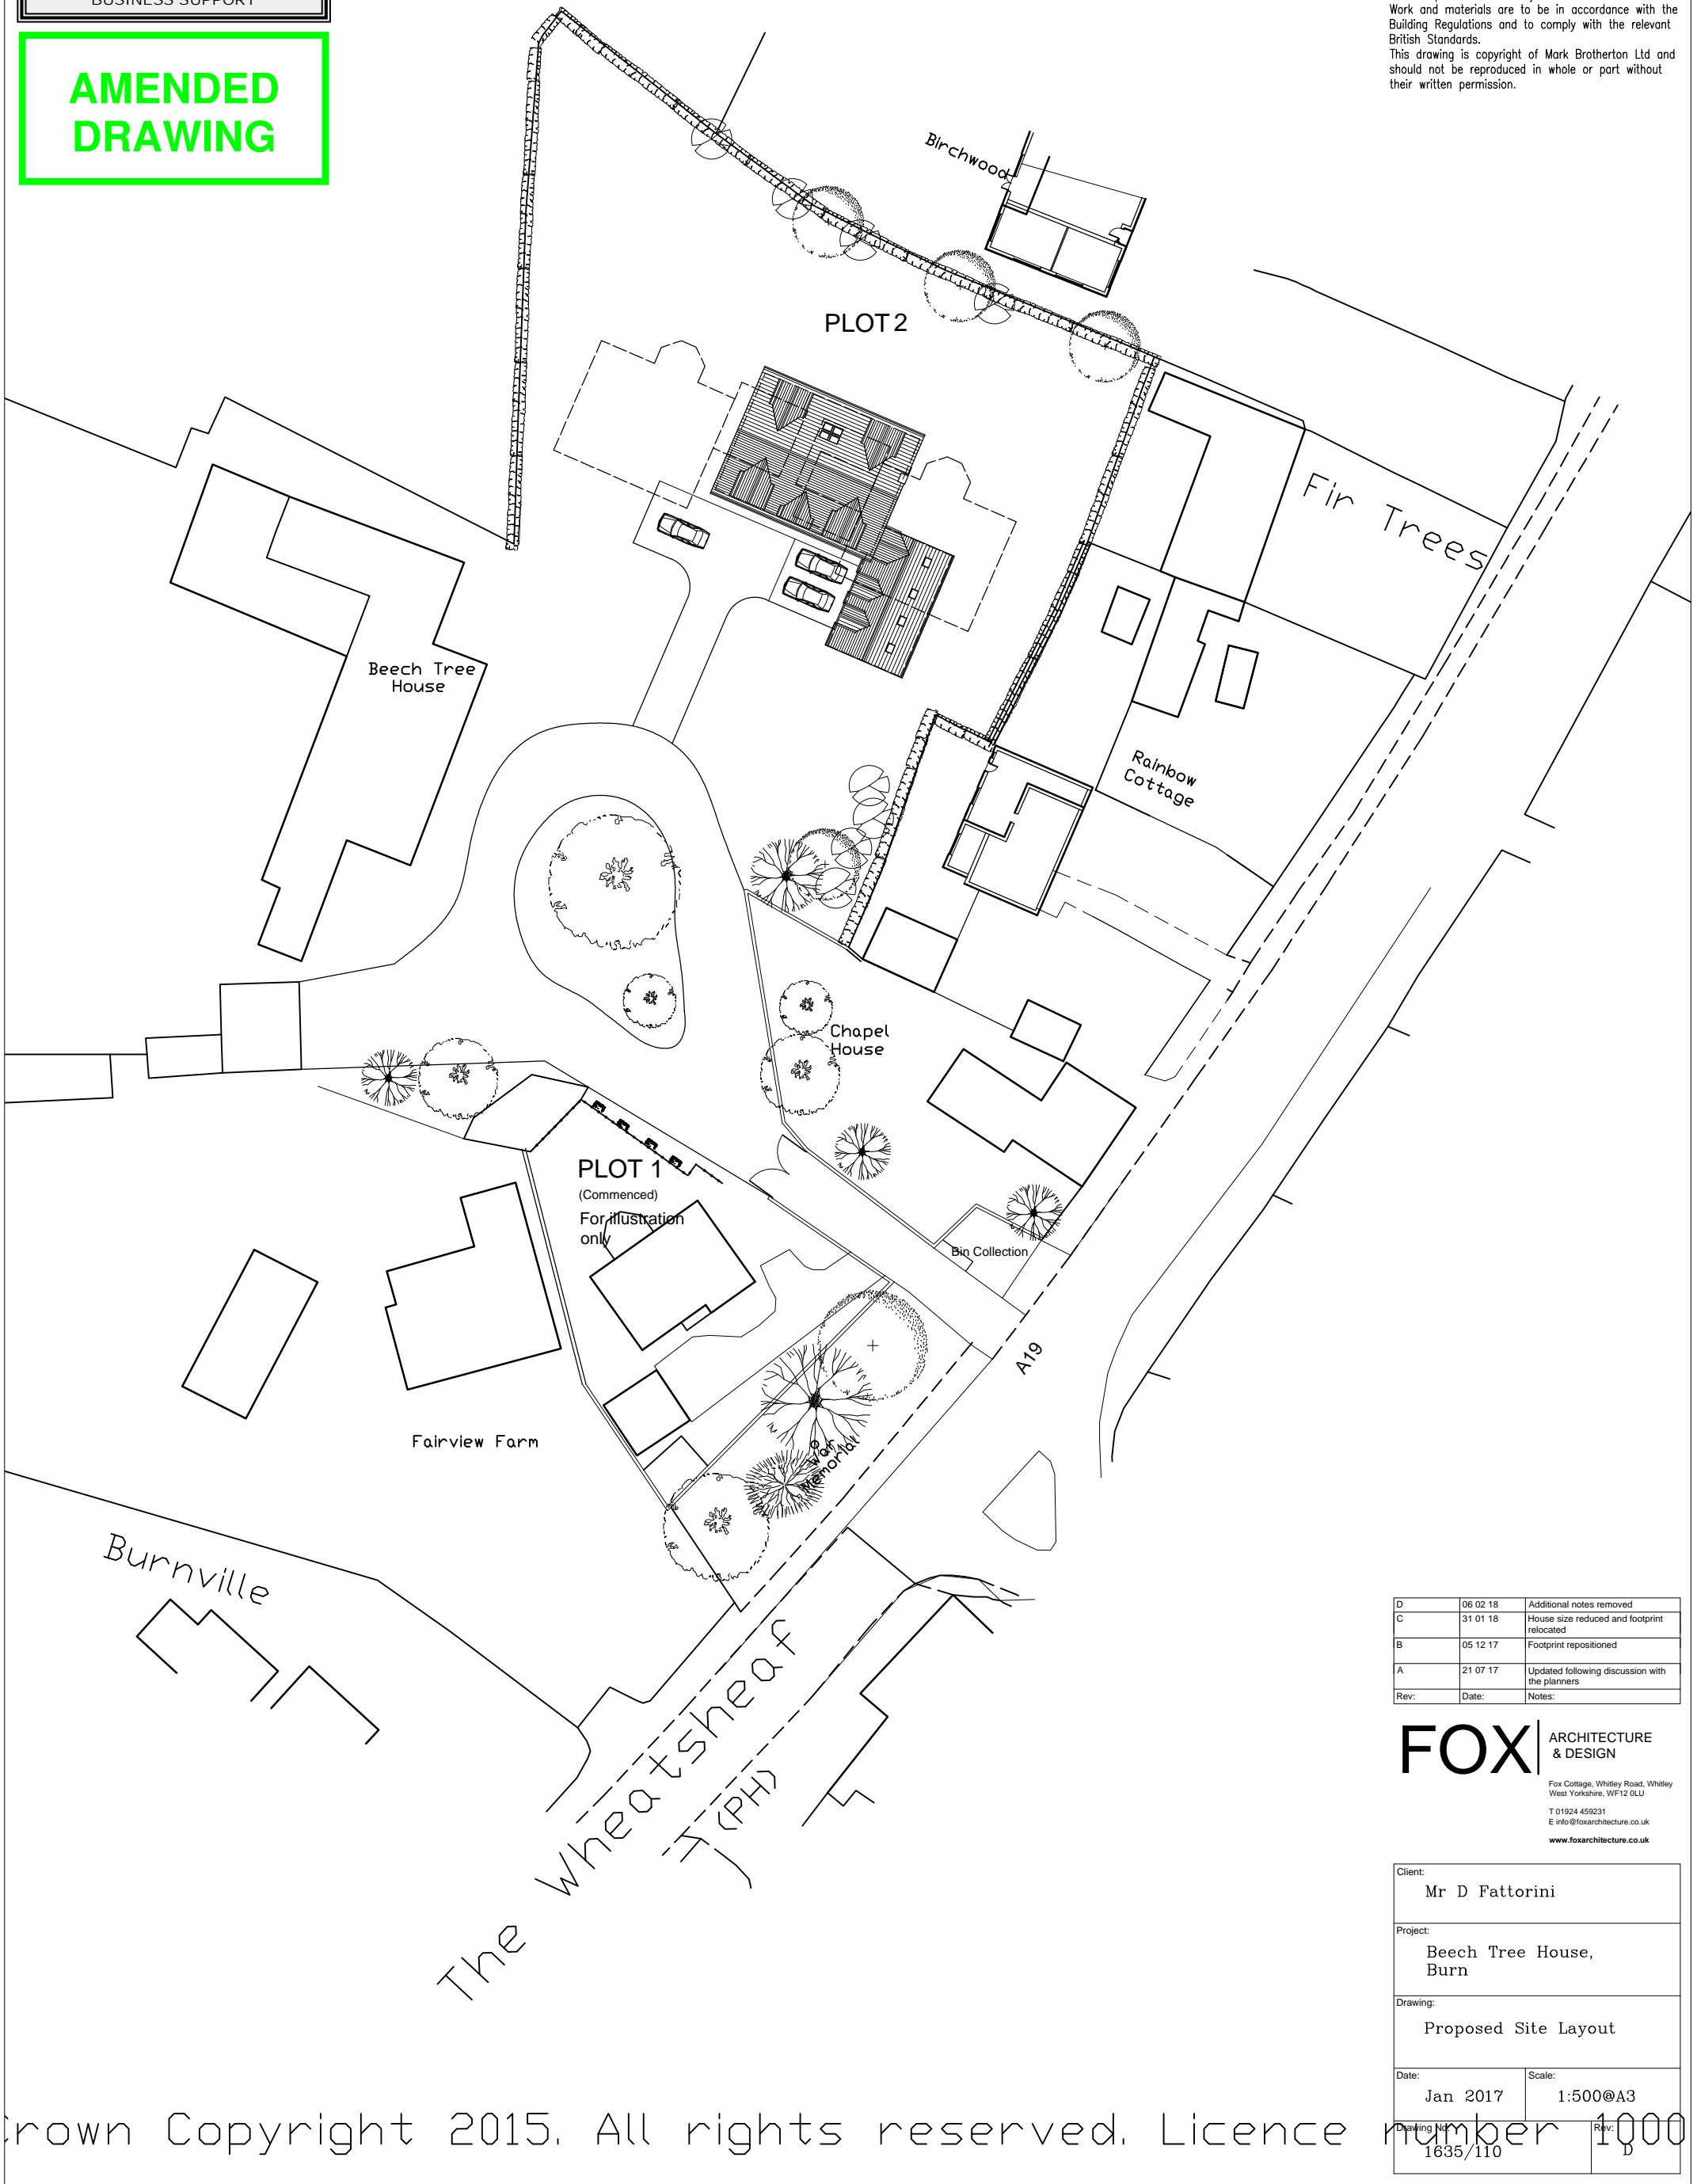 BUSINESS SUPPORT
AMENDED
DRAWING
Work and materials are to be in accordance with the
Building Regulations and to comply with the relevant
British Standards.
This drawing is copyright of Mark Brotherton Ltd and
should not be reproduced in whole or part without
their written permission.
Birchwood
PLOT 2
Fir Trees
Beech Tree
House
Rainbow
Cottage
Chapel
House
PLOT 1
(Commenced)
For illustration
only
Bin Collection
A19
War
Memorial
Fairview Farm
Burnville
The Wheatsheaf
(PH)
D 06 02 18 Additional notes removed
C 31 01 18 House size reduced and footprint
relocated
B 05 12 17 Footprint repositioned
A 21 07 17 Updated following discussion with
the planners
Rev: Date: Notes:
FOX
ARCHITECTURE
& DESIGN
Fox Cottage, Whitley Road, Whitley
West Yorkshire, WF12 0LU
T 01924 459231
E info@foxarchitecture.co.uk
www.foxarchitecture.co.uk
Client:
Mr D Fattorini
Project:
Beech Tree House,
Burn
Drawing:
Proposed Site Layout
Date: Scale:
Jan 2017 1:500@A3
Drawing No: Rev:
1635/110 D
Copyright 2015. All rights reserved. Licence number 1000